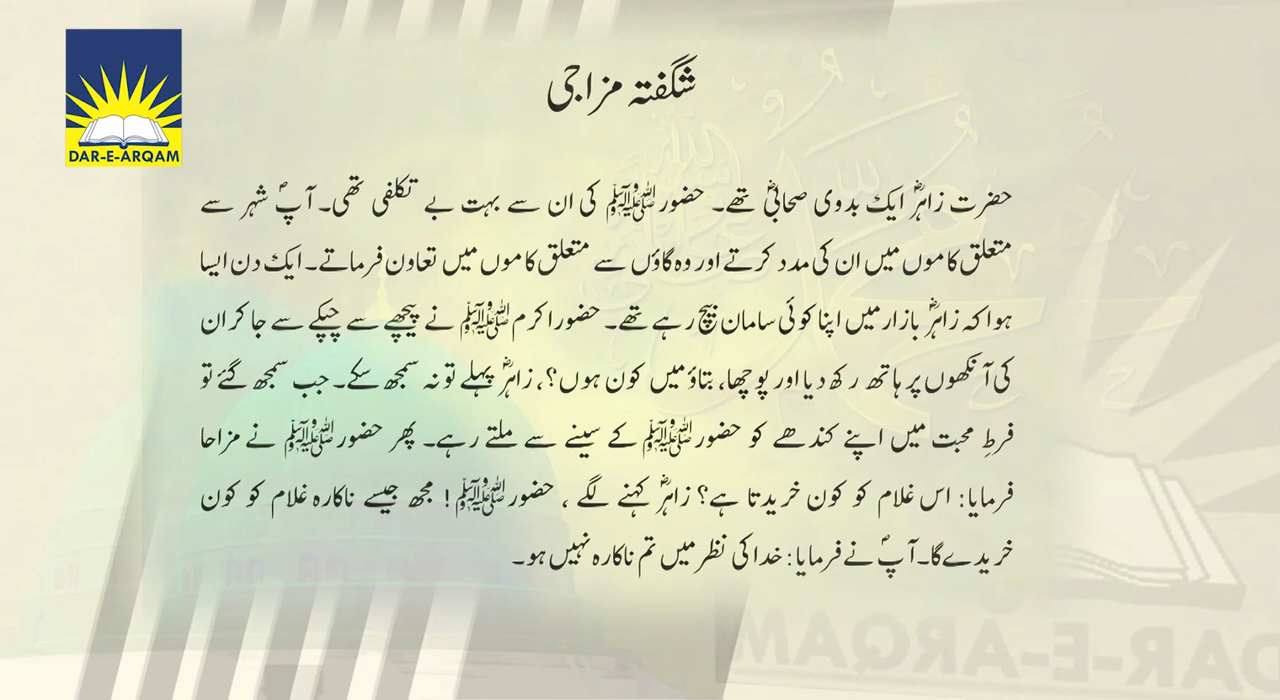 DAR-E-ARQAM
شگفتہ مزاجی
حضرت زاہرؓ ایک بدوی صحابیؓ تھے۔ حضور ﷺ کی ان سے بہت بے تکلفی تھی۔ آپؐ شہر سے
متعلق کاموں میں ان کی مدد کرتے اور وہ گاؤں سے متعلق کاموں میں تعاون فرماتے۔ ایک دن ایسا
ہوا کہ زاہرؓ بازار میں اپنا کوئی سامان بیچ رہے تھے۔ حضور اکرم ﷺ نے پیچھے سے چپکے سے جا کر ان
کی آنکھوں پر ہاتھ رکھ دیا اور پوچھا، بتاؤ میں کون ہوں؟، زاہرؓ پہلے تو نہ سمجھ سکے۔ جب سمجھ گئے تو
فرطِ محبت میں اپنے کندھے کو حضور ﷺ کے سینے سے ملتے رہے۔ پھر حضور ﷺ نے مزاحا
فرمایا: اس غلام کو کون خریدتا ہے؟ زاہرؓ کہنے لگے ، حضور ﷺ ! مجھ جیسے ناکارہ غلام کو کون
خریدے گا۔ آپؐ نے فرمایا: خدا کی نظر میں تم ناکارہ نہیں ہو۔
DAR-E-ARQAM